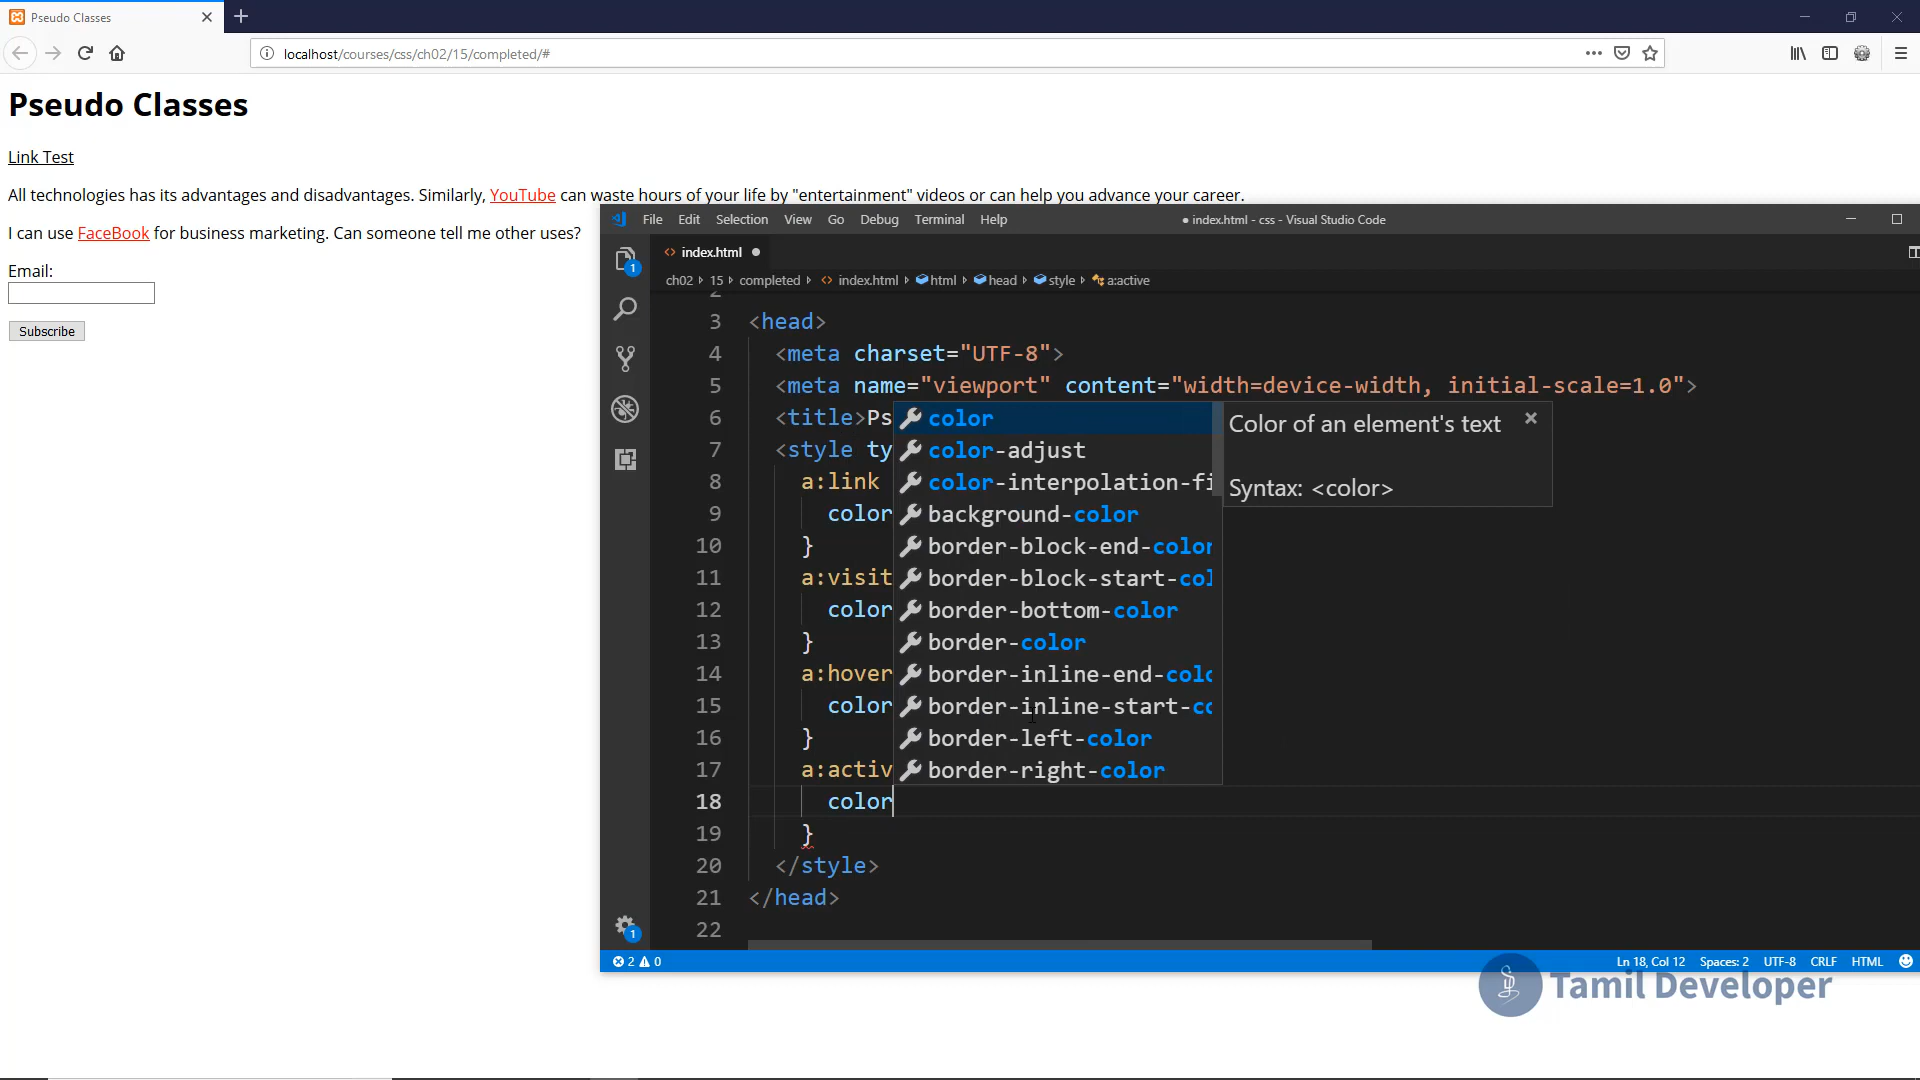 Pseudo Classes
localhost/courses/css/ch02/15/completed/#
Pseudo Classes
Link Test
All technologies has its advantages and disadvantages. Similarly, YouTube can waste hours of your life by "entertainment" videos or can help you advance your career.
I can use FaceBook for business marketing. Can someone tell me other uses?
Email:
Subscribe
File Edit Selection View Go Debug Terminal Help
● index.html - css - Visual Studio Code
index.html
ch02 15 completed index.html html head style a:active
2
3 <head>
4 <meta charset="UTF-8">
5 <meta name="viewport" content="width=device-width, initial-scale=1.0">
6 <title>Ps
7 <style ty
8 a:link
9 color
10 }
11 a:visit
12 color
13 }
14 a:hover
15 color
16 }
17 a:activ
18 color
19 }
20 </style>
21 </head>
22
color
color-adjust
color-interpolation-fi
background-color
border-block-end-color
border-block-start-col
border-bottom-color
border-color
border-inline-end-colo
border-inline-start-co
border-left-color
border-right-color
Color of an element's text
Syntax: <color>
1
1
2 0
Ln 18, Col 12 Spaces: 2 UTF-8 CRLF HTML
Tamil Developer